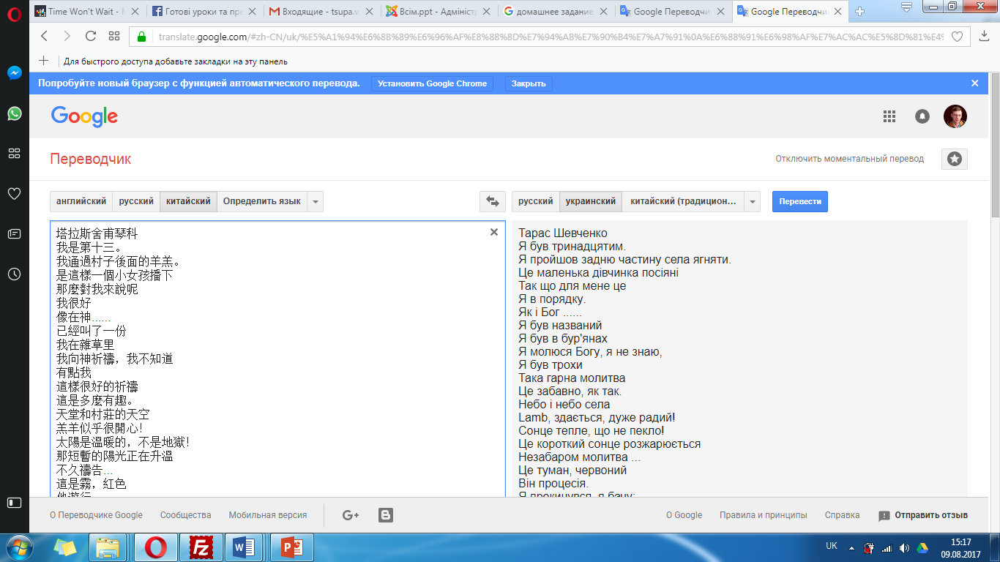 Time Won't Wait - M
Готові уроки та пре
Входящие - tsupa.v
Всім.ppt - Адмініст
домашнее задание
Google Переводчи
Google Переводчи
translate.google.com/#zh-CN/uk/%E5%A1%94%E6%8B%89%E6%96%AF%E8%88%8D%E7%94%AB%E7%90%B4%E7%A7%91%0A%E6%88%91%E6%98%AF%E7%AC%AC%E5%8D%81%E4%
Для быстрого доступа добавьте закладки на эту панель
Попробуйте новый браузер с функцией автоматического перевода.
Установить Google Chrome
Закрыть
Google
Переводчик
Отключить моментальный перевод
английский русский китайский Определить язык
русский украинский китайский (традицион…
Перевести
塔拉斯舍甫琴科
我是第十三。
我通過村子後面的羊羔。
是這樣一個小女孩播下
那麼對我來說呢
我很好
像在神……
已經叫了一份
我在雜草里
我向神祈禱，我不知道
有點我
這樣很好的祈禱
這是多麼有趣。
天堂和村莊的天空
羔羊似乎很開心！
太陽是溫暖的，不是地獄！
那短暫的陽光正在升溫
不久禱告...
這是霧，紅色
他遊行
Тарас Шевченко
Я був тринадцятим.
Я пройшов задню частину села ягняти.
Це маленька дівчинка посіяні
Так що для мене це
Я в порядку.
Як і Бог ......
Я був названий
Я був в бур'янах
Я молюся Богу, я не знаю,
Я був трохи
Така гарна молитва
Це забавно, як так.
Небо і небо села
Lamb, здається, дуже радий!
Сонце тепле, що не пекло!
Це короткий сонце розжарюється
Незабаром молитва ...
Це туман, червоний
Він процесія.
Я прокинувся, я бачу:
О Переводчике Google
Сообщества
Мобильная версия
G+
О Google
Правила и принципы
Справка
Отправить отзыв
Fz
W
P
UK
15:17
09.08.2017